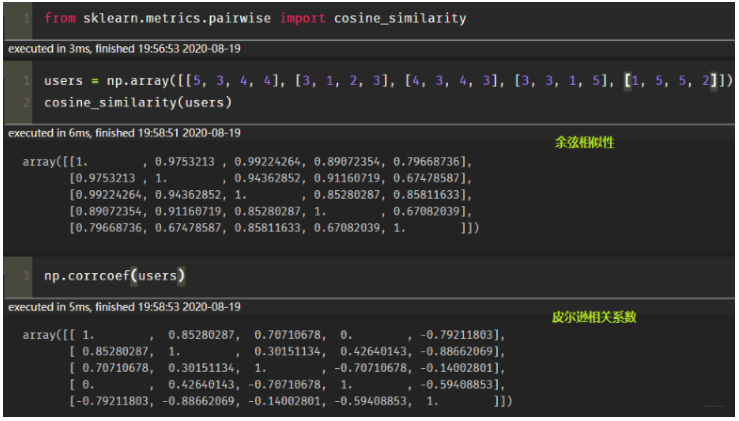 1 from sklearn.metrics.pairwise import cosine_similarity
executed in 3ms, finished 19:56:53 2020-08-19
1 users = np.array([[5, 3, 4, 4], [3, 1, 2, 3], [4, 3, 4, 3], [3, 3, 1, 5], [1, 5, 5, 2]])
2 cosine_similarity(users)
executed in 6ms, finished 19:58:51 2020-08-19
余弦相似性
array([[1.        , 0.9753213 , 0.99224264, 0.89072354, 0.79668736],
[0.9753213 , 1.        , 0.94362852, 0.91160719, 0.67478587],
[0.99224264, 0.94362852, 1.        , 0.85280287, 0.85811633],
[0.89072354, 0.91160719, 0.85280287, 1.        , 0.67082039],
[0.79668736, 0.67478587, 0.85811633, 0.67082039, 1.        ]])
1 np.corrcoef(users)
executed in 5ms, finished 19:58:53 2020-08-19
皮尔逊相关系数
array([[ 1.        ,  0.85280287,  0.70710678,  0.        , -0.79211803],
[ 0.85280287,  1.        ,  0.30151134,  0.42640143, -0.88662069],
[ 0.70710678,  0.30151134,  1.        , -0.70710678, -0.14002801],
[ 0.        ,  0.42640143, -0.70710678,  1.        , -0.59408853],
[-0.79211803, -0.88662069, -0.14002801, -0.59408853,  1.        ]])